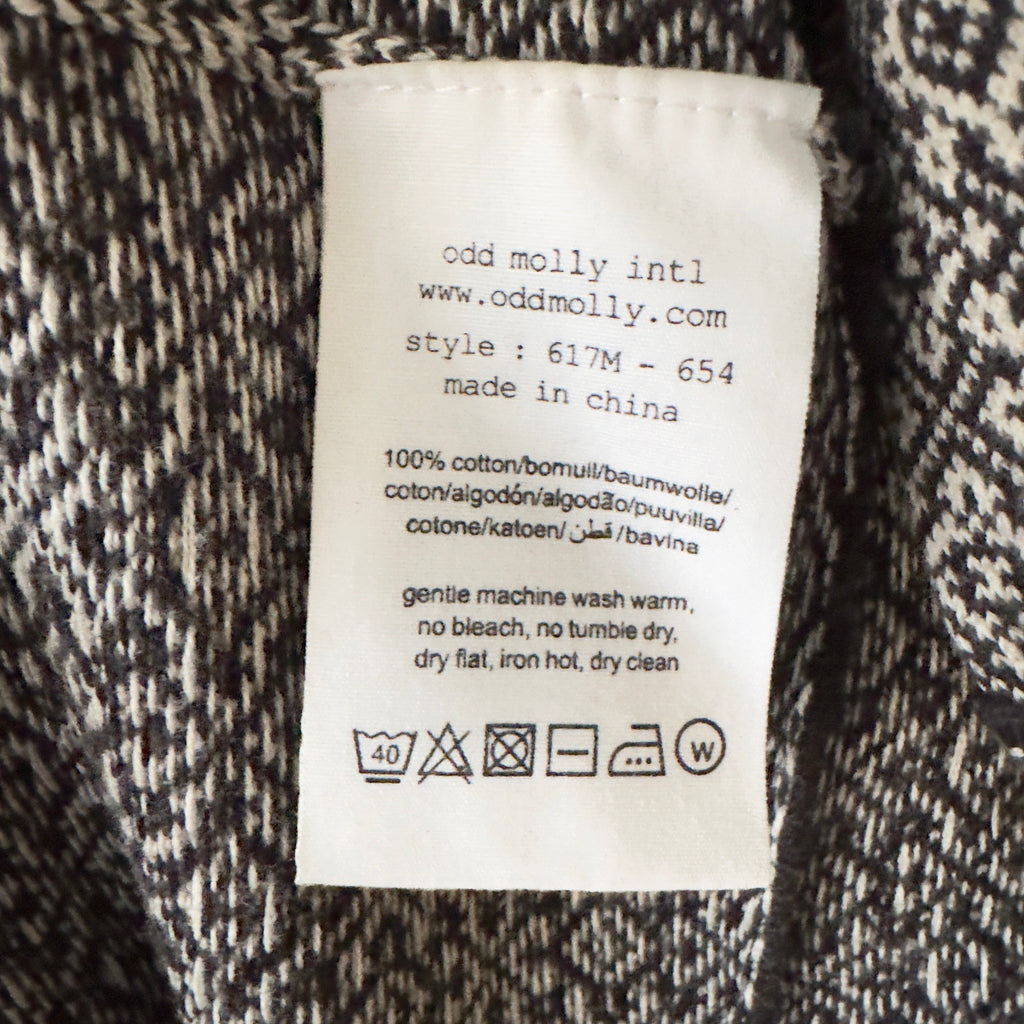 odd molly intl
www.oddmolly.com
style : 617M - 654
made in china
100% cotton/bomull/baumwolle/
coton/algodón/algodão/puuvilla/
cotone/katoen/قطن/bavlna
gentle machine wash warm,
no bleach, no tumble dry,
dry flat, iron hot, dry clean
40
W